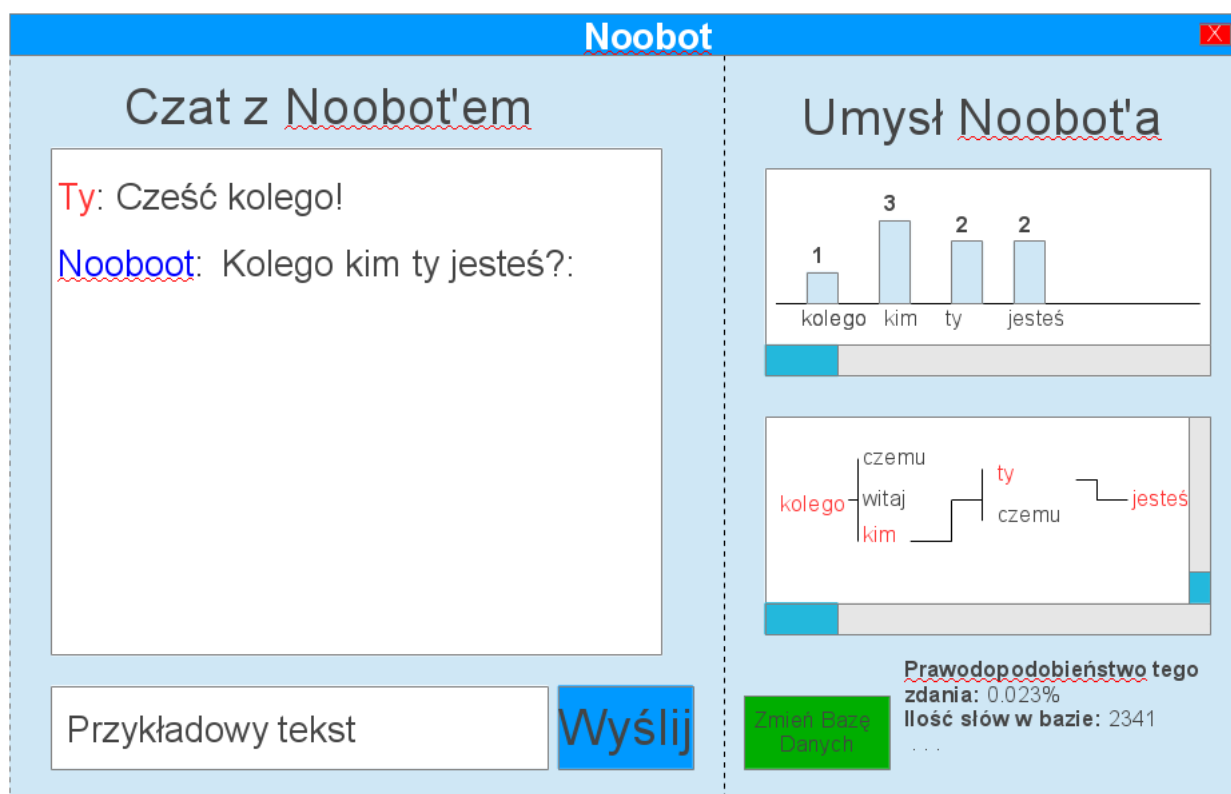 Noobot
X
Czat z Noobot'em
Ty: Cześć kolego!
Nooboot: Kolego kim ty jesteś?:
Przykładowy tekst
Wyślij
Umysł Noobot'a
1 3 2 2
kolego kim ty jesteś
czemu
ty
kolego witaj jesteś
czemu
kim
Zmień Bazę
Danych
Prawodopodobieństwo tego
zdania: 0.023%
Ilość słów w bazie: 2341
. . .